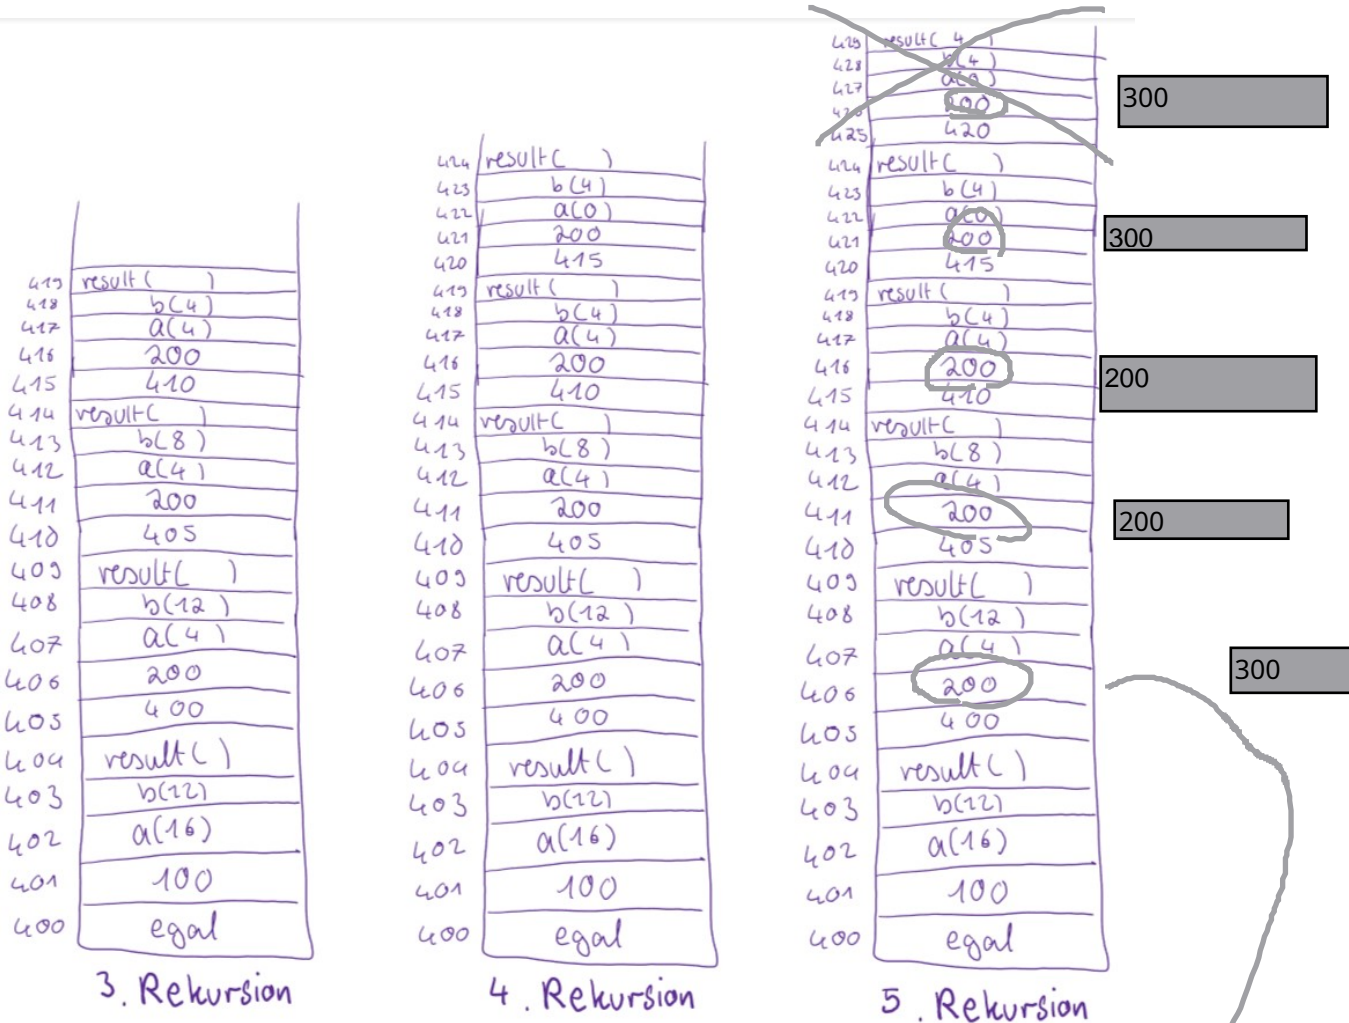 419 result( )
418 b(4)
417 a(4)
416 200
415 410
414 result( )
413 b(8)
412 a(4)
411 200
410 405
409 result( )
408 b(12)
407 a(4)
406 200
405 400
404 result( )
403 b(12)
402 a(16)
401 100
400 egal
3. Rekursion
424 result( )
423 b(4)
422 a(0)
421 200
420 415
419 result( )
418 b(4)
417 a(4)
416 200
415 410
414 result( )
413 b(8)
412 a(4)
411 200
410 405
409 result( )
408 b(12)
407 a(4)
406 200
405 400
404 result( )
403 b(12)
402 a(16)
401 100
400 egal
4. Rekursion
429 result( 4 )
428 b(4)
427 a(0)
426 200 300
425 420
424 result( )
423 b(4)
422 a(0)
421 200 300
420 415
419 result( )
418 b(4)
417 a(4)
416 200 200
415 410
414 result( )
413 b(8)
412 a(4)
411 200 200
410 405
409 result( )
408 b(12)
407 a(4)
406 200 300
405 400
404 result( )
403 b(12)
402 a(16)
401 100
400 egal
5. Rekursion